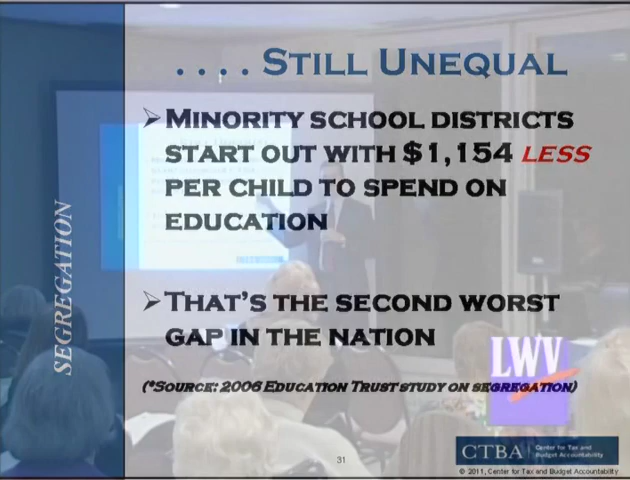 . . . . STILL UNEQUAL
➢MINORITY SCHOOL DISTRICTS
START OUT WITH $1,154 LESS
PER CHILD TO SPEND ON
EDUCATION
➢THAT'S THE SECOND WORST
GAP IN THE NATION
(*SOURCE: 2006 EDUCATION TRUST STUDY ON SEGREGATION)
SEGREGATION
LWV
CTBA Center for Tax and
Budget Accountability
31
© 2011, Center for Tax and Budget Accountability